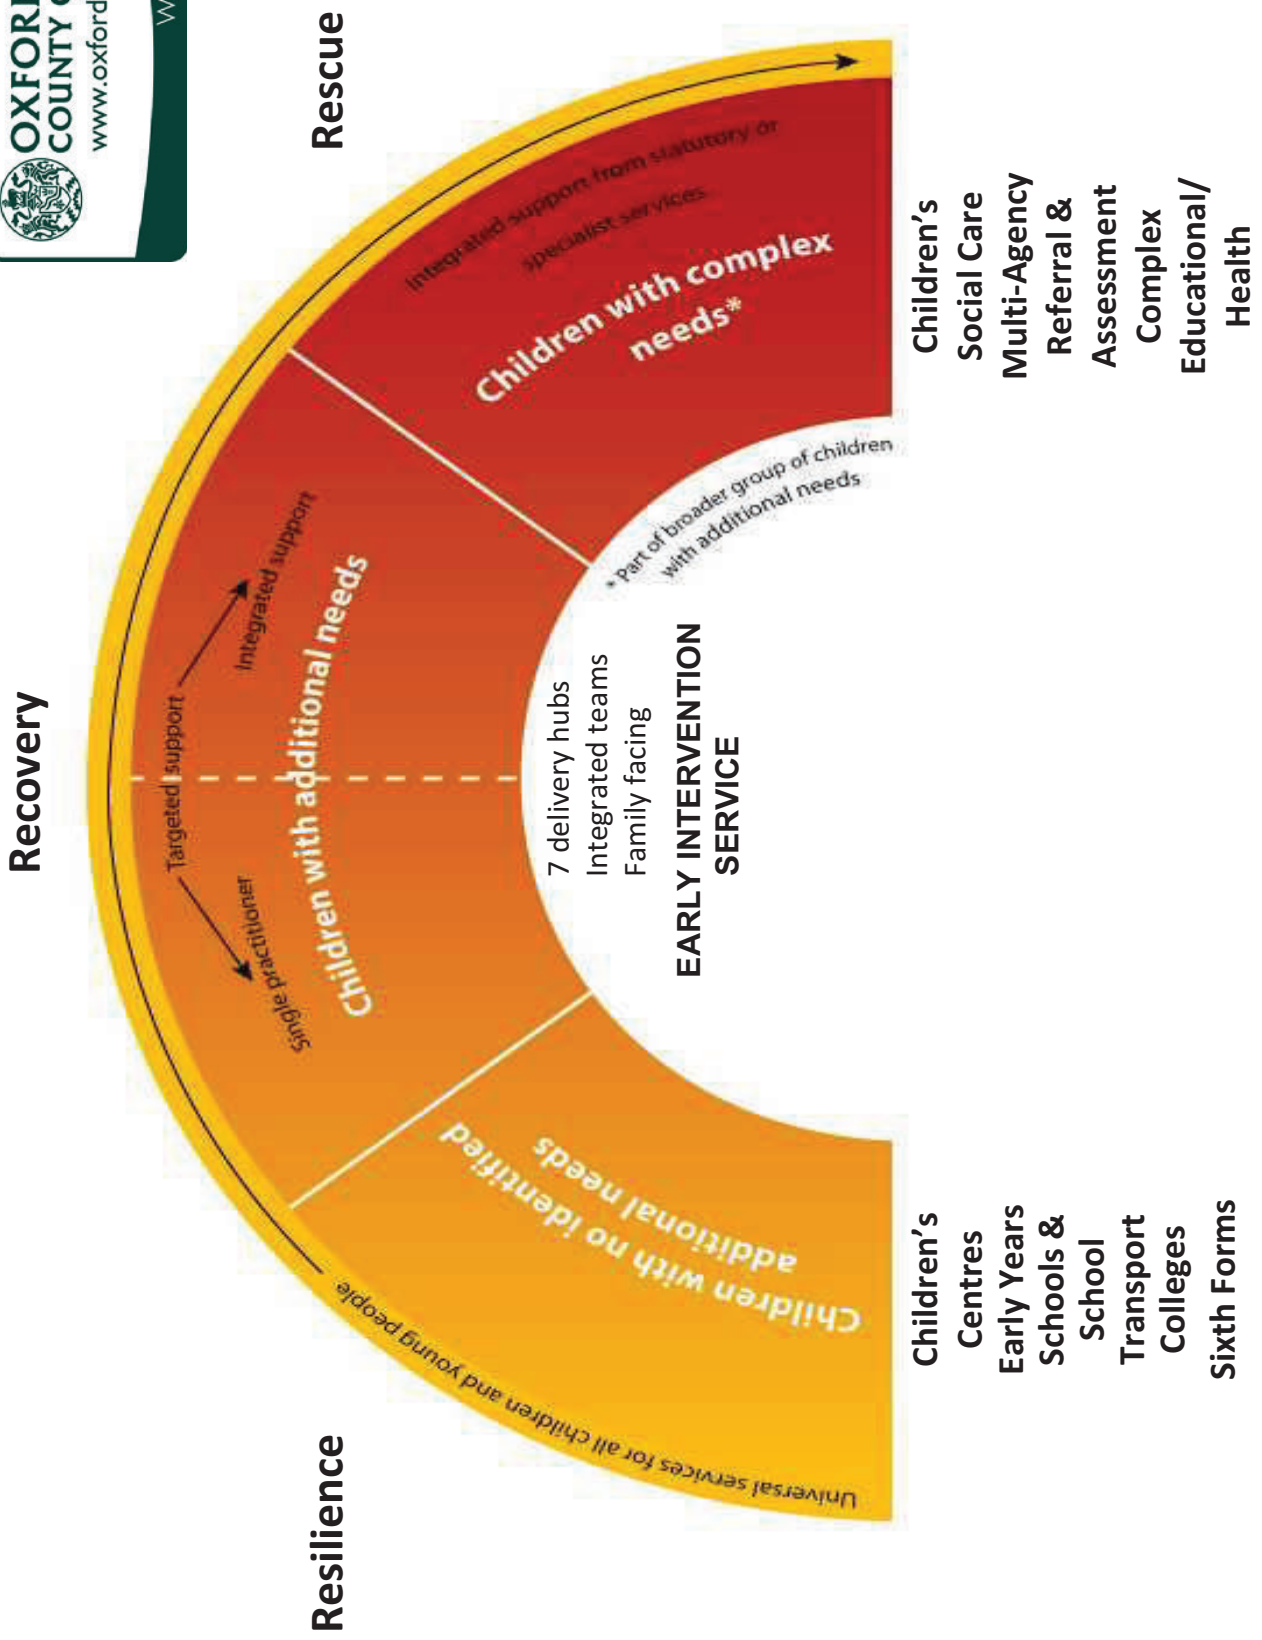 OXFOR
COUNTY
www.oxford
W
Resilience
Recovery
Rescue
Universal services for all children and young people
Children with no identified
additional needs
Targeted support
Single practitioner
Integrated support
Children with additional needs
Integrated support from statutory or
specialist services
Children with complex
needs*
* Part of broader group of children
with additional needs
7 delivery hubs
Integrated teams
Family facing
EARLY INTERVENTION
SERVICE
Children's
Centres
Early Years
Schools &
School
Transport
Colleges
Sixth Forms
Children's
Social Care
Multi-Agency
Referral &
Assessment
Complex
Educational/
Health